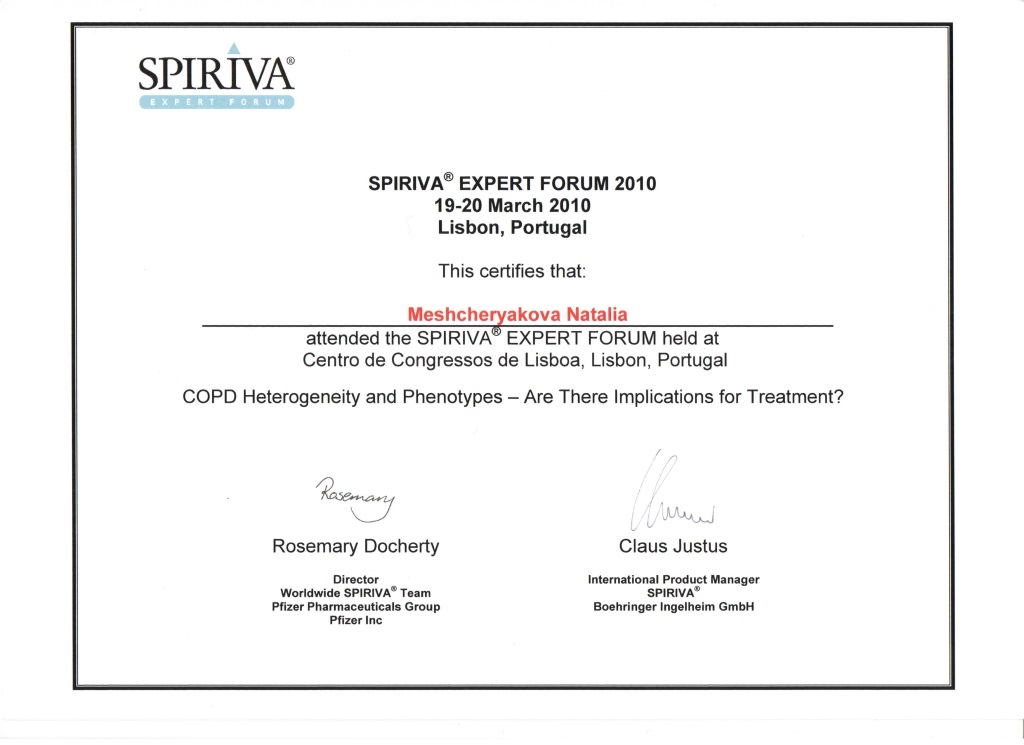 SPIRIVA®
EXPERT FORUM
SPIRIVA® EXPERT FORUM 2010
19-20 March 2010
Lisbon, Portugal
This certifies that:
Meshcheryakova Natalia
attended the SPIRIVA® EXPERT FORUM held at
Centro de Congressos de Lisboa, Lisbon, Portugal
COPD Heterogeneity and Phenotypes – Are There Implications for Treatment?
Rosemary
Rosemary Docherty
Director
Worldwide SPIRIVA® Team
Pfizer Pharmaceuticals Group
Pfizer Inc
Claus Justus
International Product Manager
SPIRIVA®
Boehringer Ingelheim GmbH